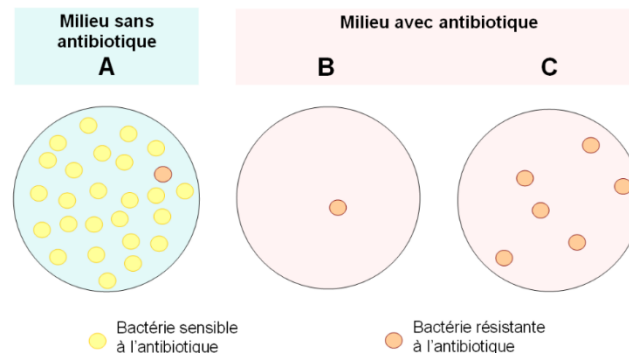 Milieu sans
antibiotique
A
Milieu avec antibiotique
B
C
Bactérie sensible
à l'antibiotique
Bactérie résistante
à l'antibiotique